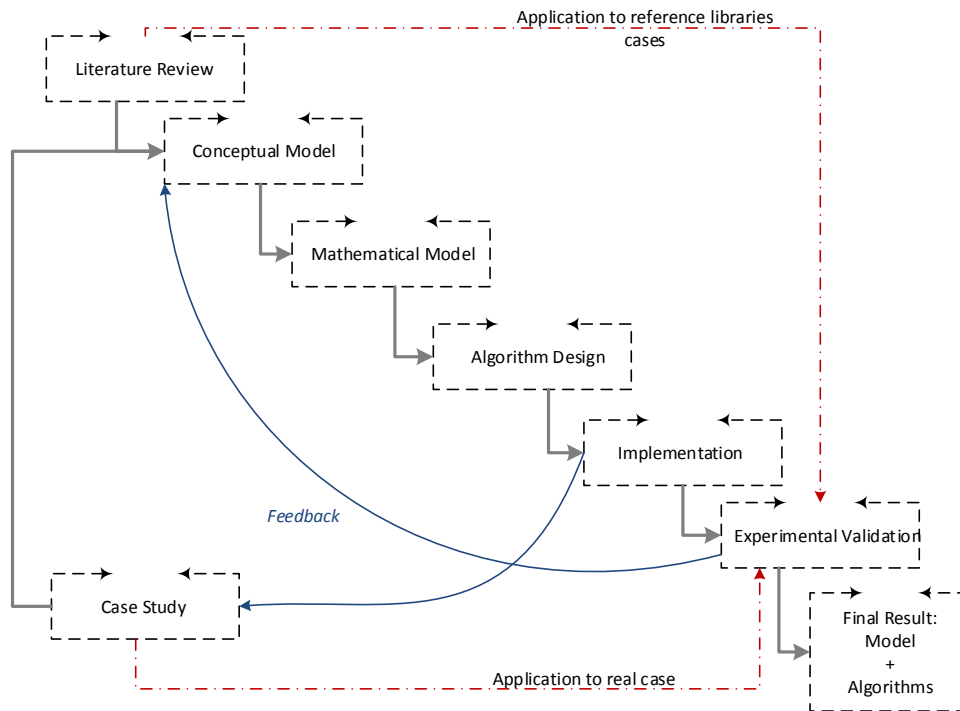 Application to reference libraries
cases
Literature Review
Conceptual Model
Mathematical Model
Algorithm Design
Implementation
Feedback
Experimental Validation
Case Study
Final Result:
Model
+
Algorithms
Application to real case